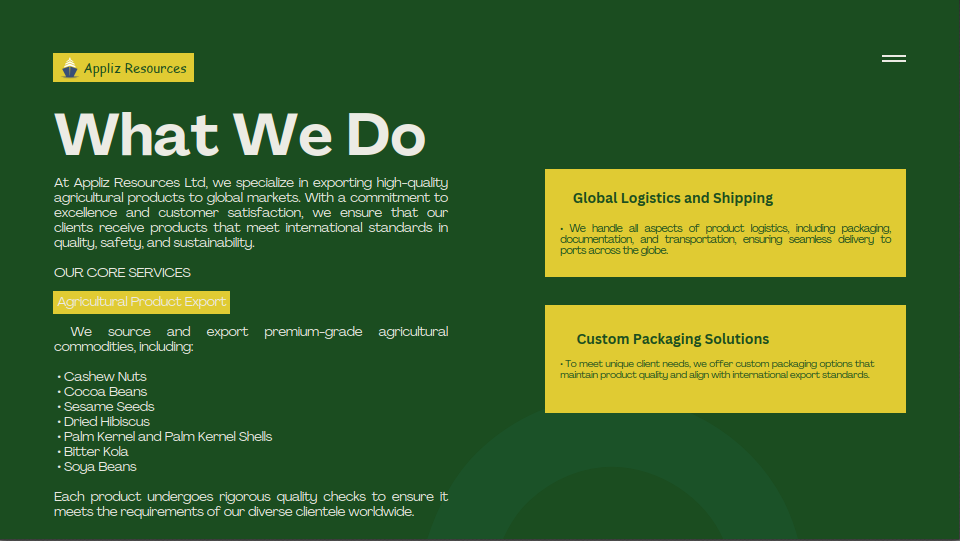 Appliz Resources
What We Do
At Appliz Resources Ltd, we specialize in exporting high-quality
agricultural products to global markets. With a commitment to
excellence and customer satisfaction, we ensure that our
clients receive products that meet international standards in
quality, safety, and sustainability.
OUR CORE SERVICES
Agricultural Product Export
We source and export premium-grade agricultural
commodities, including:
• Cashew Nuts
• Cocoa Beans
• Sesame Seeds
• Dried Hibiscus
• Palm Kernel and Palm Kernel Shells
• Bitter Kola
• Soya Beans
Each product undergoes rigorous quality checks to ensure it
meets the requirements of our diverse clientele worldwide.
Global Logistics and Shipping
• We handle all aspects of product logistics, including packaging,
documentation, and transportation, ensuring seamless delivery to
ports across the globe.
Custom Packaging Solutions
• To meet unique client needs, we offer custom packaging options that
maintain product quality and align with international export standards.